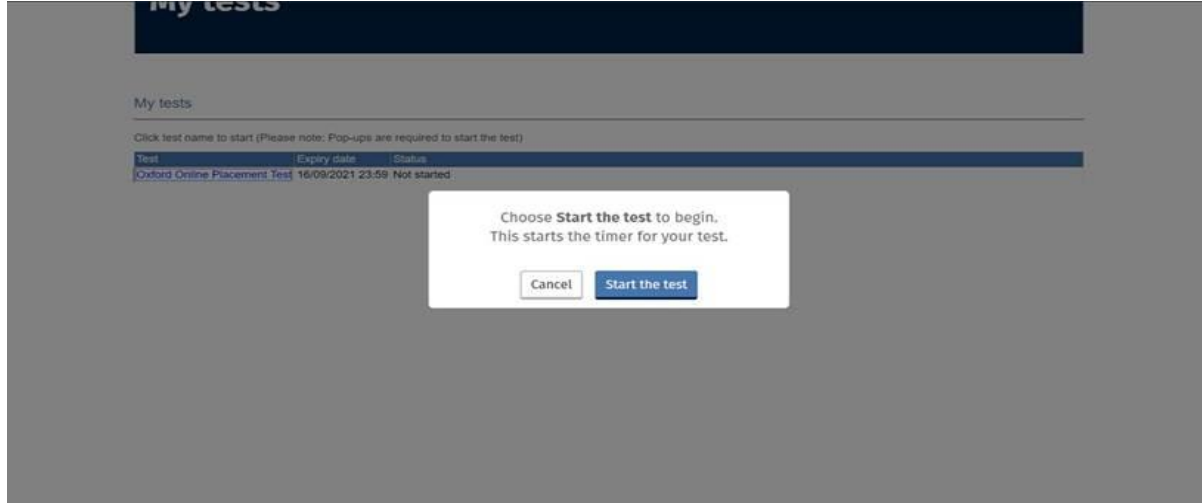 My tests
My tests
Click test name to start (Please note: Pop-ups are required to start the test)
Test Expiry date Status
Oxford Online Placement Test 16/09/2021 23:59 Not started
Choose Start the test to begin.
This starts the timer for your test.
Cancel Start the test